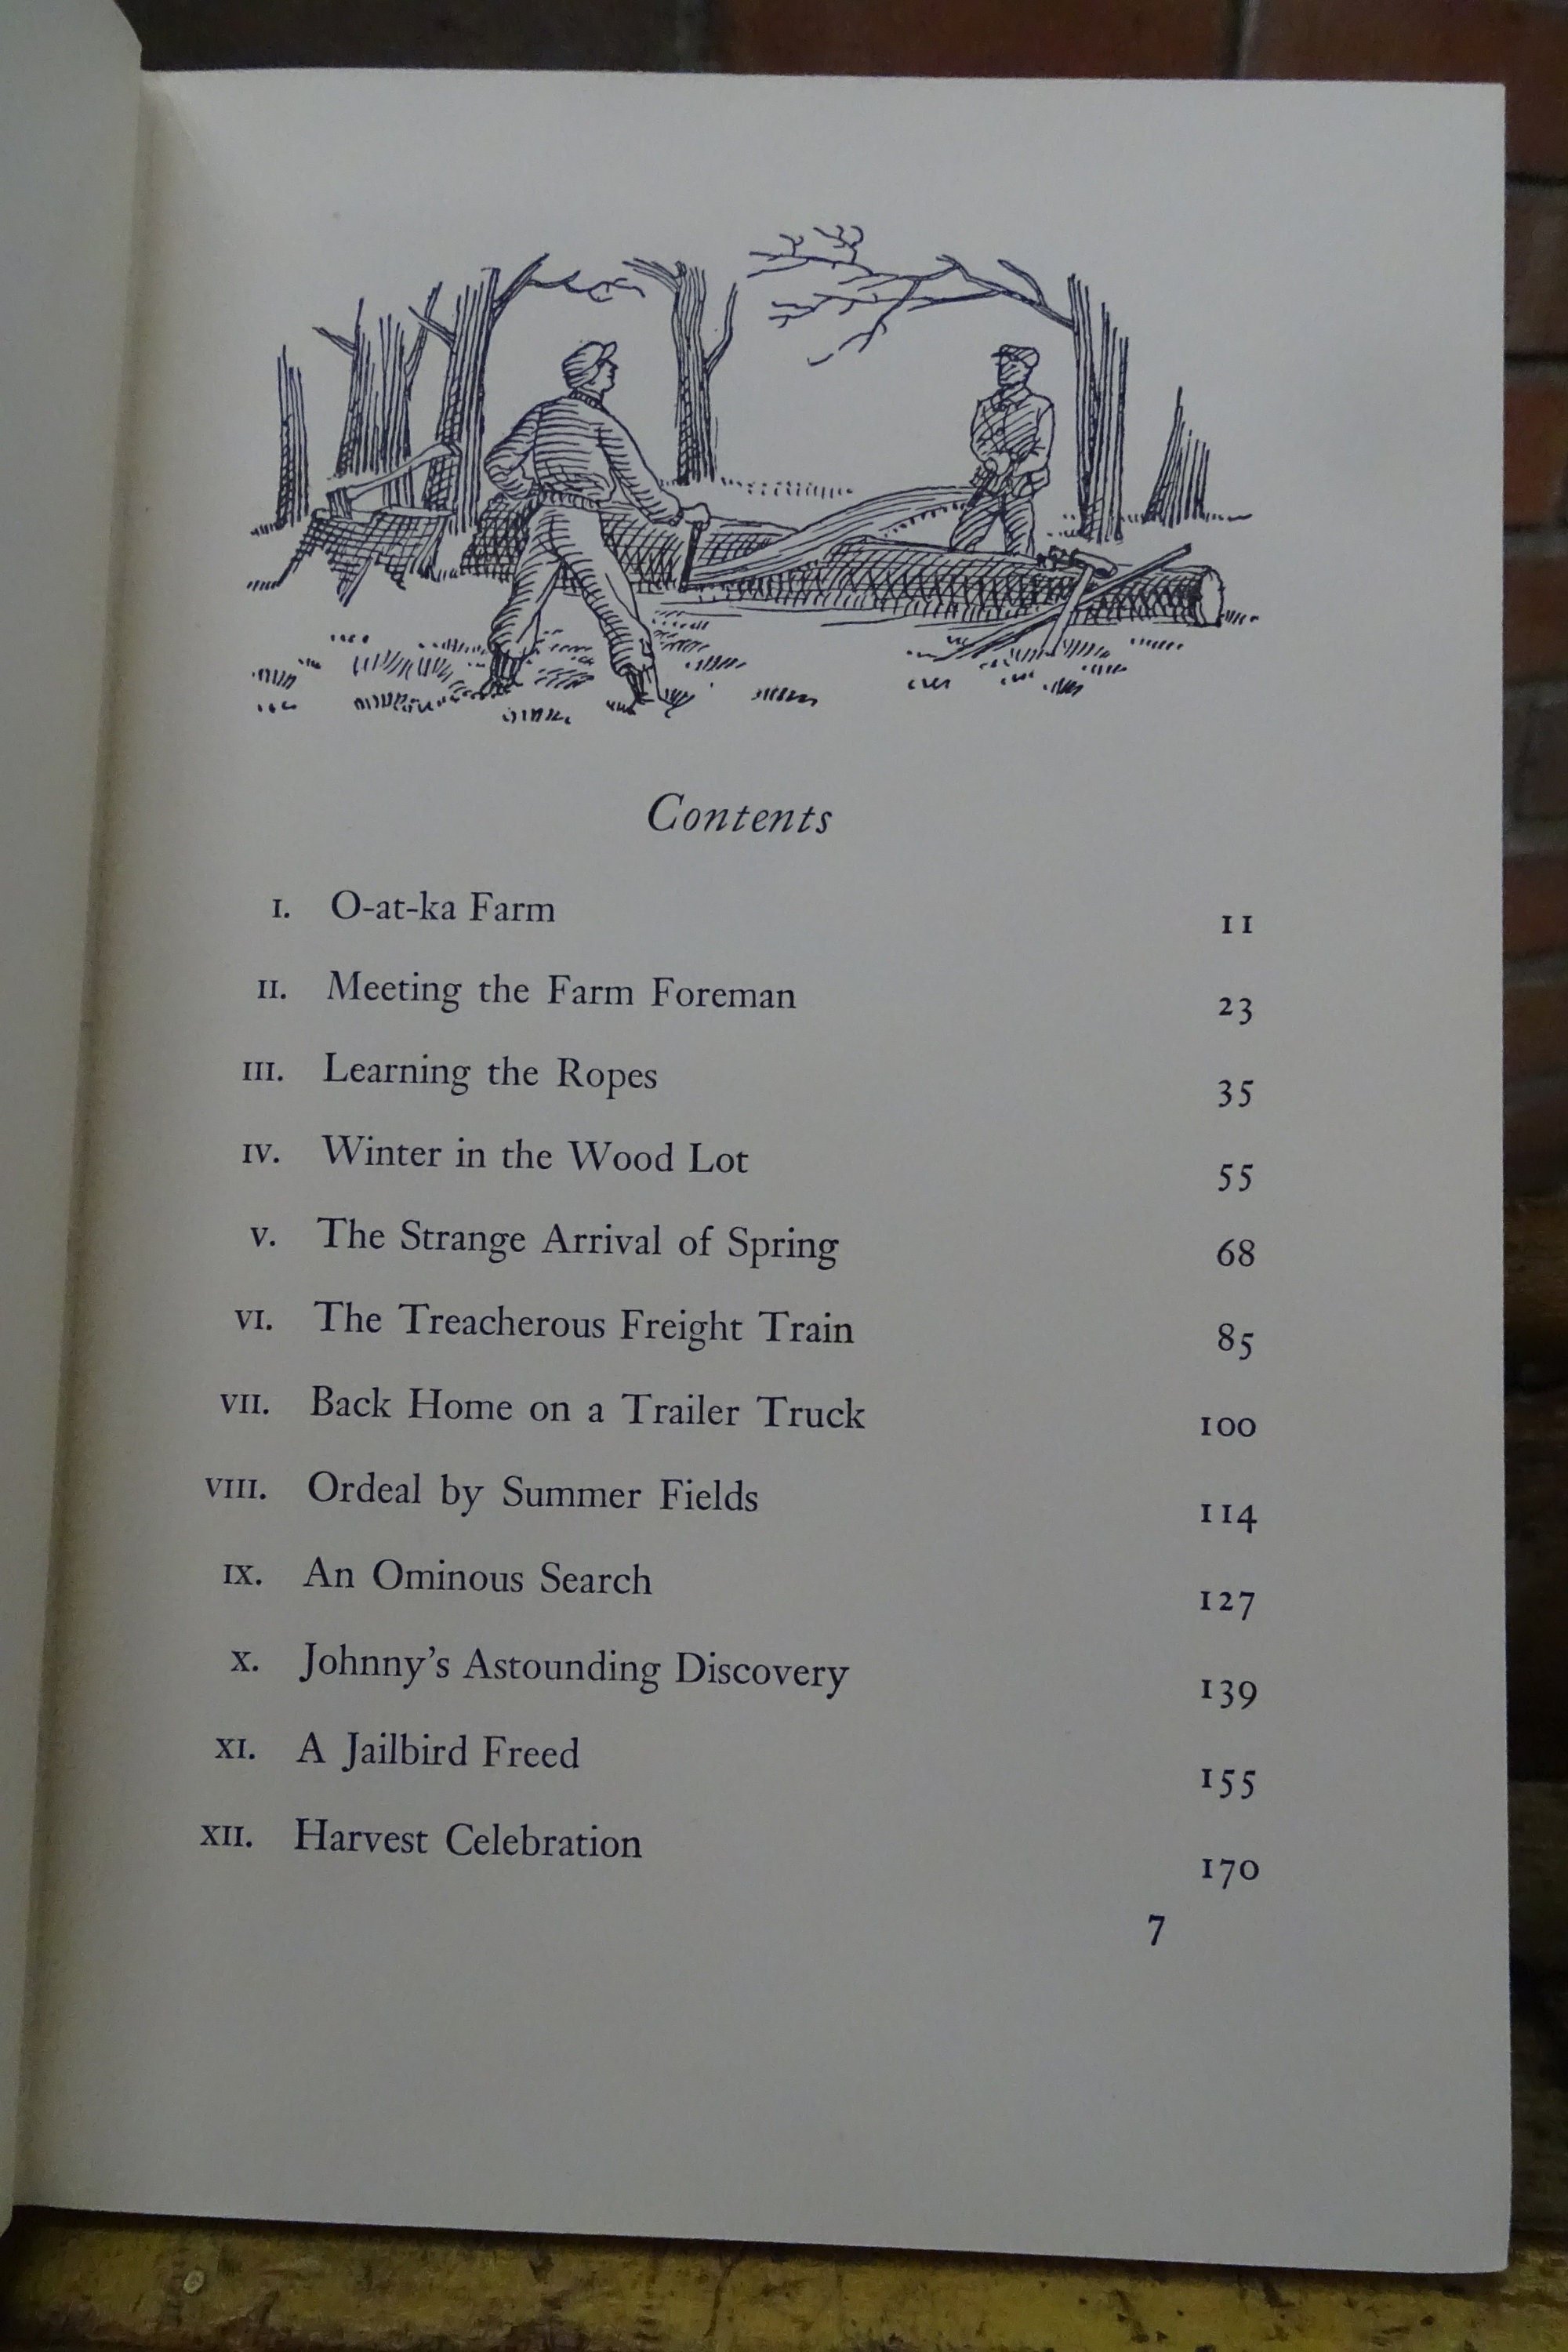 Contents
I. O-at-ka Farm 11
II. Meeting the Farm Foreman 23
III. Learning the Ropes 35
IV. Winter in the Wood Lot 55
V. The Strange Arrival of Spring 68
VI. The Treacherous Freight Train 85
VII. Back Home on a Trailer Truck 100
VIII. Ordeal by Summer Fields 114
IX. An Ominous Search 127
X. Johnny’s Astounding Discovery 139
XI. A Jailbird Freed 155
XII. Harvest Celebration 170
7